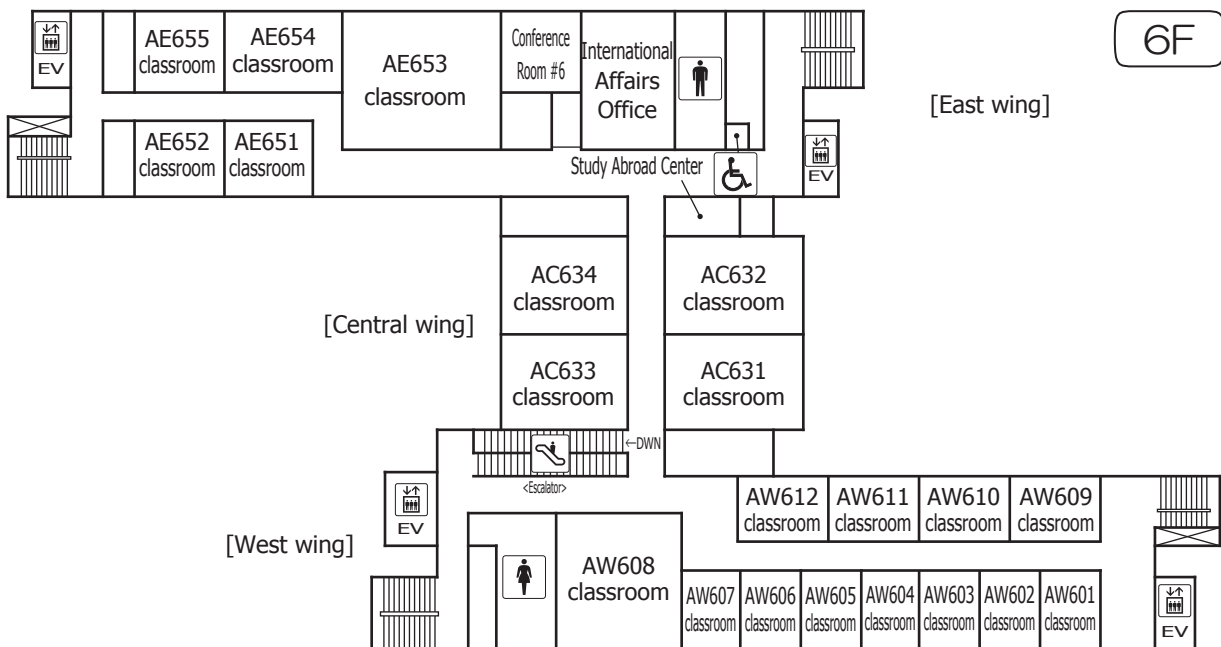 6F
EV
AE655
classroom
AE654
classroom
AE653
classroom
Conference
Room #6
International
Affairs
Office
[East wing]
AE652
classroom
AE651
classroom
Study Abroad Center
EV
AC634
classroom
AC632
classroom
[Central wing]
AC633
classroom
AC631
classroom
←DWN
<Escalator>
EV
[West wing]
AW612
classroom
AW611
classroom
AW610
classroom
AW609
classroom
AW608
classroom
AW607
classroom
AW606
classroom
AW605
classroom
AW604
classroom
AW603
classroom
AW602
classroom
AW601
classroom
EV